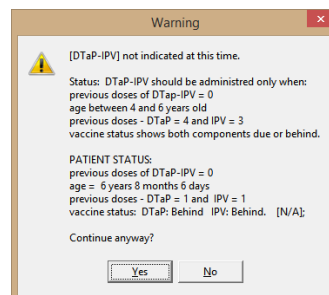 Warning
[DTaP-IPV] not indicated at this time.
Status: DTaP-IPV should be administred only when:
previous doses of DTap-IPV = 0
age between 4 and 6 years old
previous doses - DTaP = 4 and IPV = 3
vaccine status shows both components due or behind.
PATIENT STATUS:
previous doses of DTaP-IPV = 0
age = 6 years 8 months 6 days
previous doses - DTaP = 1 and IPV = 1
vaccine status: DTaP: Behind IPV: Behind. [N/A];
Continue anyway?
Yes
No